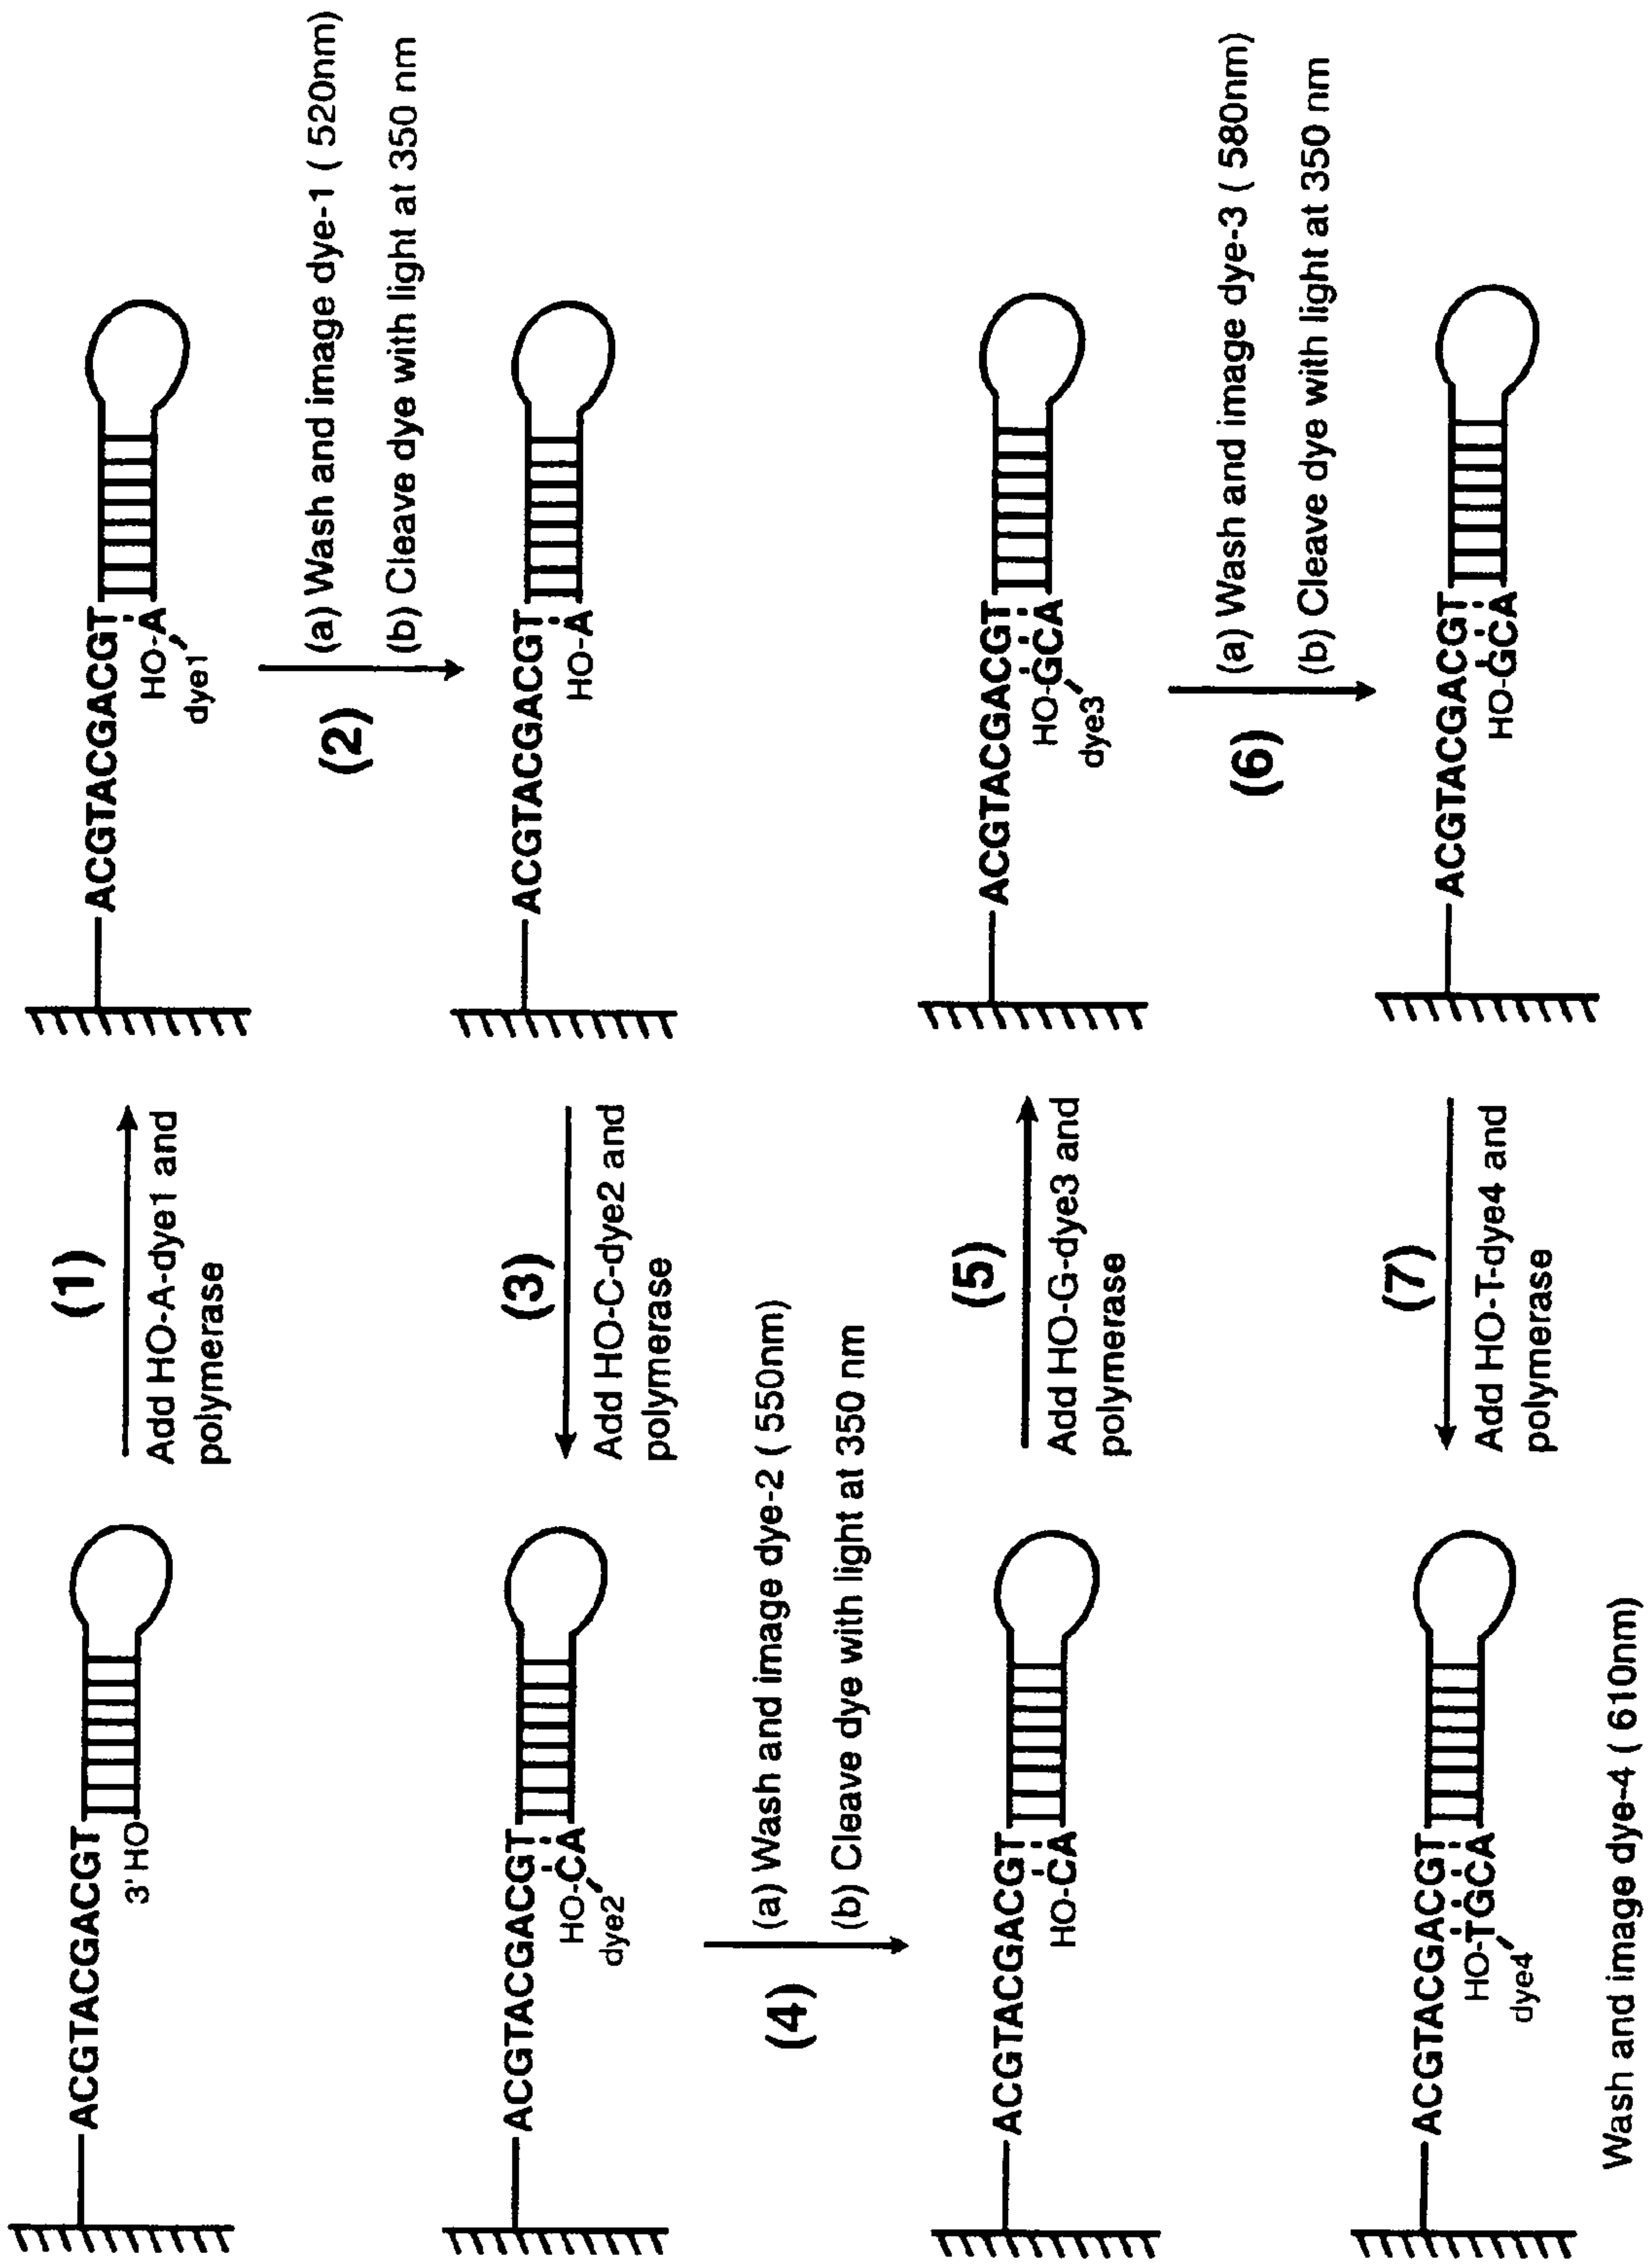 ACGTACGACGT
3' HO
(1)
Add HO-A-dye1 and
polymerase
ACGTACGACGT
HO-A
dye1
(2)
(a) Wash and image dye-1 ( 520nm)
(b) Cleave dye with light at 350 nm
ACGTACGACGT
HO-A
(3)
Add HO-C-dye2 and
polymerase
ACGTACGACGT
HO-CA
dye2
(4)
(a) Wash and image dye-2 ( 550nm)
(b) Cleave dye with light at 350 nm
ACGTACGACGT
HO-CA
(5)
Add HO-G-dye3 and
polymerase
ACGTACGACGT
HO-GCA
dye3
(6)
(a) Wash and image dye-3 ( 580nm)
(b) Cleave dye with light at 350 nm
ACGTACGACGT
HO-GCA
(7)
Add HO-T-dye4 and
polymerase
ACGTACGACGT
HO-TGCA
dye4
Wash and image dye-4 ( 610nm)